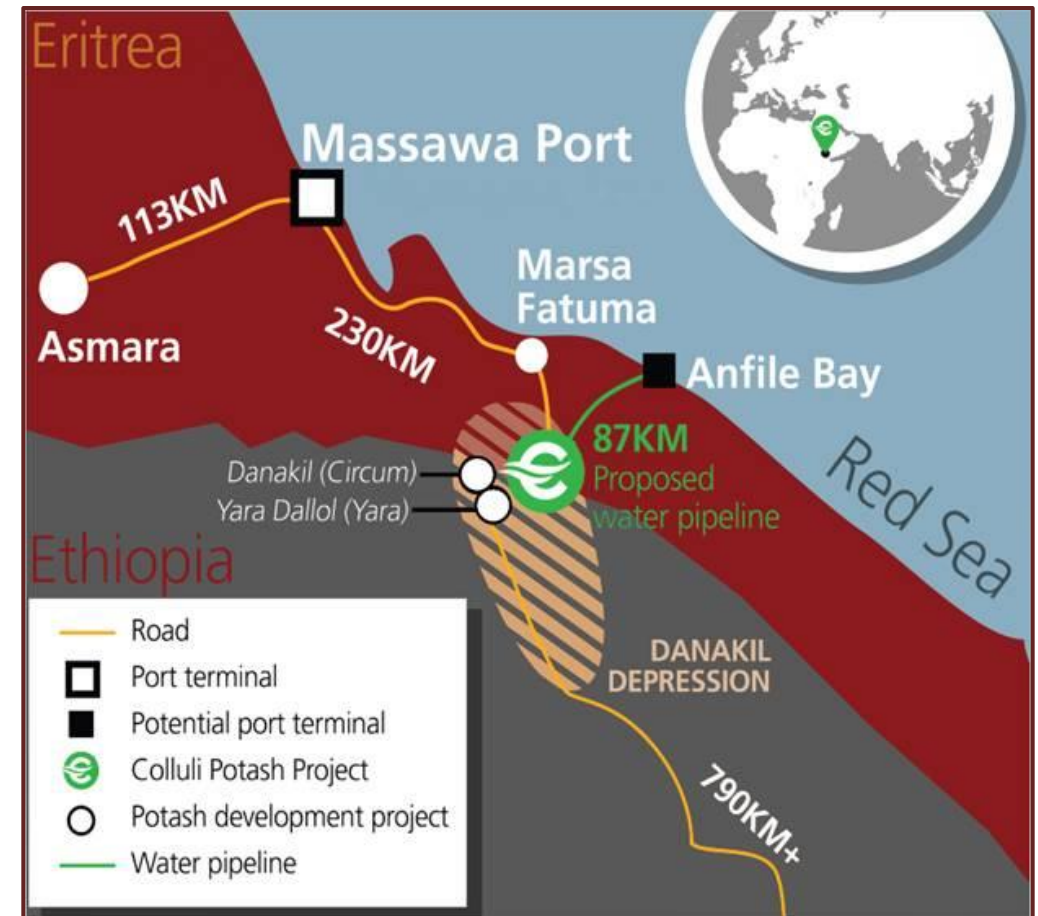 Eritrea
Massawa Port
113KM
Asmara
230KM
Marsa
Fatuma
Anfile Bay
87KM
Proposed
water pipeline
Danakil (Circum)
Yara Dallol (Yara)
Red Sea
Ethiopia
DANAKIL
DEPRESSION
790KM+
Road
Port terminal
Potential port terminal
Colluli Potash Project
Potash development project
Water pipeline